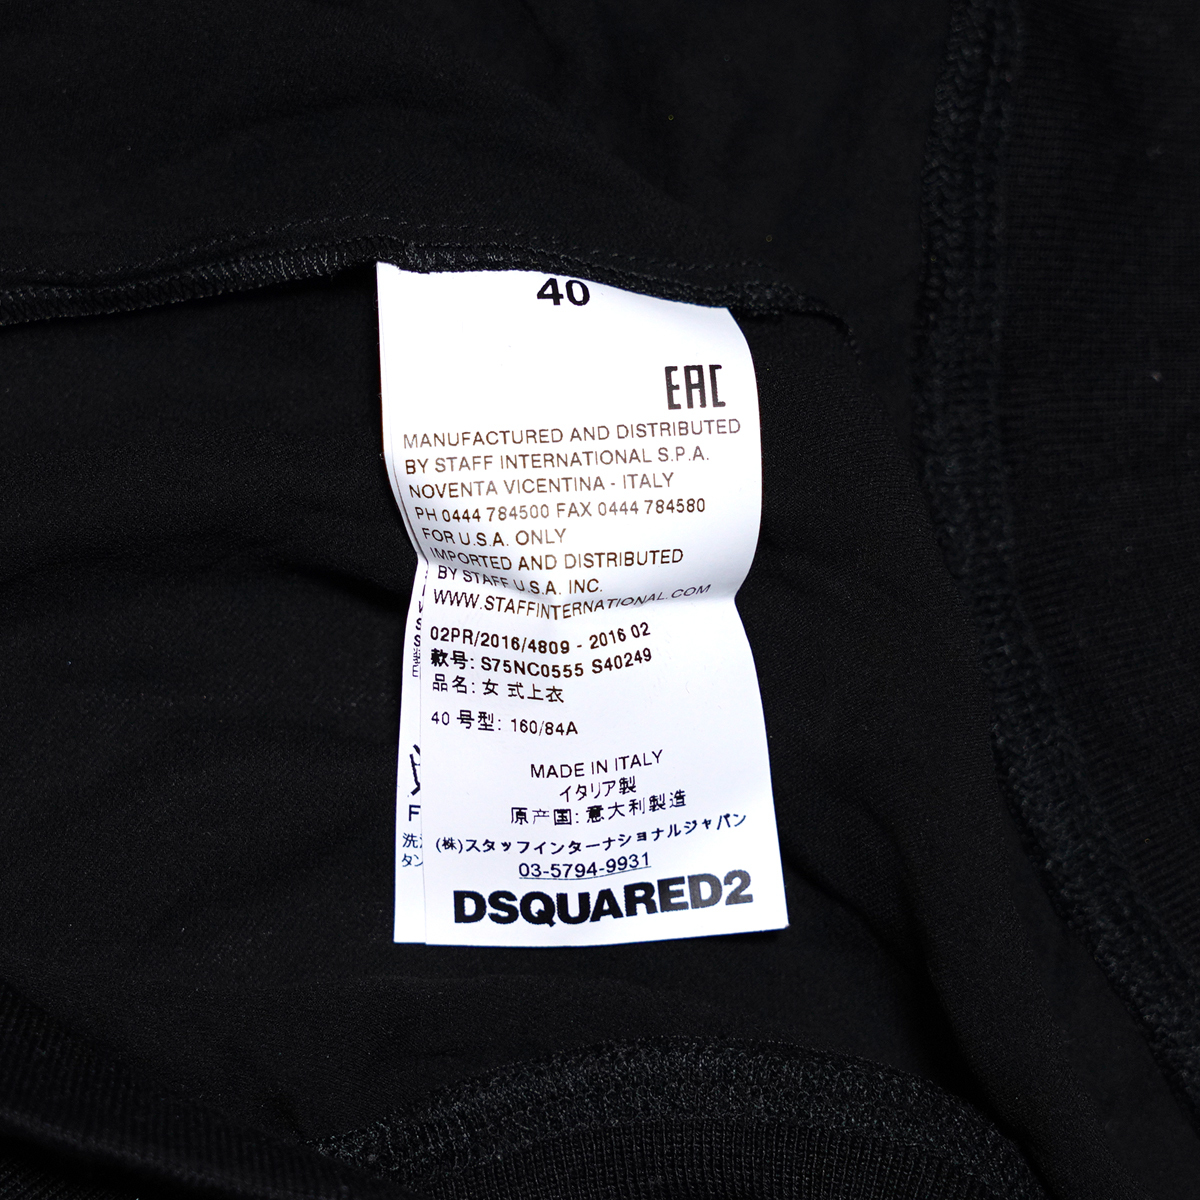 40
EAC
MANUFACTURED AND DISTRIBUTED
BY STAFF INTERNATIONAL S.P.A.
NOVENTA VICENTINA - ITALY
PH 0444 784500 FAX 0444 784580
FOR U.S.A. ONLY
IMPORTED AND DISTRIBUTED
BY STAFF U.S.A. INC.
WWW.STAFFINTERNATIONAL.COM
02PR/2016/4809 - 2016 02
款号: S75NC0555 S40249
品名: 女 式上衣
40 号型: 160/84A
MADE IN ITALY
イタリア製
原产国: 意大利製造
(株)スタッフインターナショナルジャパン
03-5794-9931
DSQUARED2
F
洗
タン